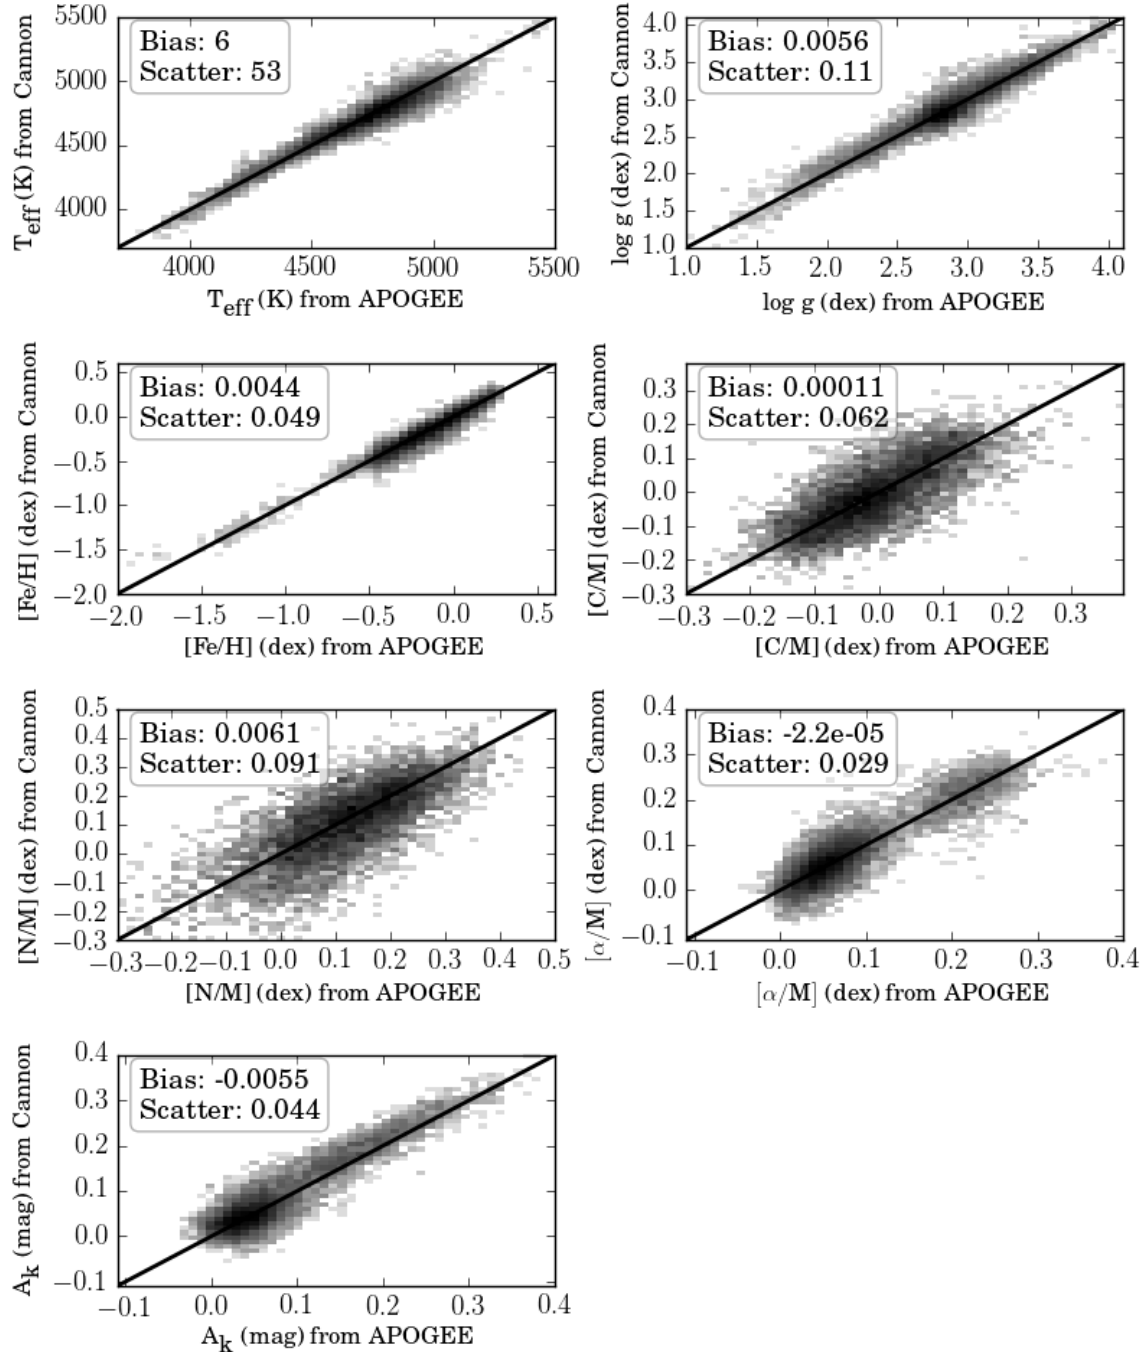 Bias: 6
Scatter: 53
5500
5000
4500
4000
T_eff (K) from Cannon
4000 4500 5000 5500
T_eff (K) from APOGEE
Bias: 0.0056
Scatter: 0.11
4.0
3.5
3.0
2.5
2.0
1.5
1.0
log g (dex) from Cannon
1.0 1.5 2.0 2.5 3.0 3.5 4.0
log g (dex) from APOGEE
Bias: 0.0044
Scatter: 0.049
0.5
0.0
−0.5
−1.0
−1.5
−2.0
[Fe/H] (dex) from Cannon
−2.0 −1.5 −1.0 −0.5 0.0 0.5
[Fe/H] (dex) from APOGEE
Bias: 0.00011
Scatter: 0.062
0.3
0.2
0.1
0.0
−0.1
−0.2
−0.3
[C/M] (dex) from Cannon
−0.3 −0.2 −0.1 0.0 0.1 0.2 0.3
[C/M] (dex) from APOGEE
Bias: 0.0061
Scatter: 0.091
0.5
0.4
0.3
0.2
0.1
0.0
−0.1
−0.2
−0.3
[N/M] (dex) from Cannon
−0.3 −0.2 −0.1 0.0 0.1 0.2 0.3 0.4 0.5
[N/M] (dex) from APOGEE
Bias: -2.2e-05
Scatter: 0.029
0.4
0.3
0.2
0.1
0.0
−0.1
[α/M] (dex) from Cannon
−0.1 0.0 0.1 0.2 0.3 0.4
[α/M] (dex) from APOGEE
Bias: -0.0055
Scatter: 0.044
0.4
0.3
0.2
0.1
0.0
−0.1
A_k (mag) from Cannon
−0.1 0.0 0.1 0.2 0.3 0.4
A_k (mag) from APOGEE